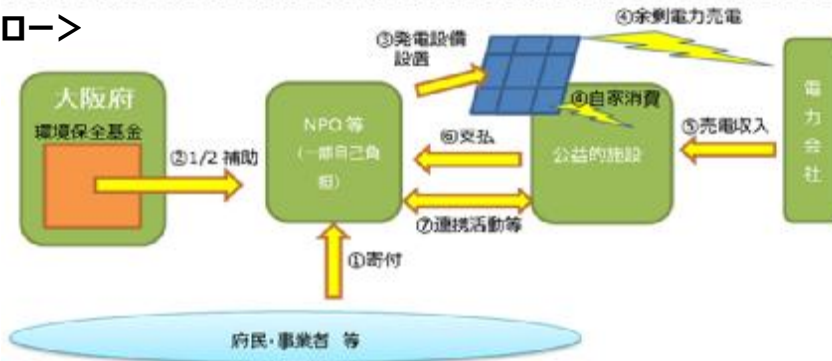 ロー>
④余剰電力売電
③発電設備
設置
大阪府
環境保全基金
②1/2 補助
NPO 等
(一部自己負
担)
④自家消費
⑥支払
公益的施設
⑤売電収入
電力会社
⑦連携活動等
①寄付
府民・事業者 等